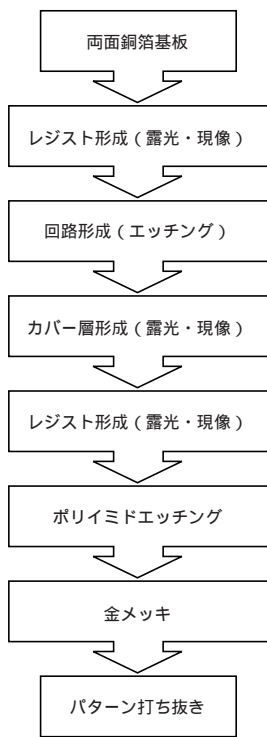 両面銅箔基板
レジスト形成（露光・現像）
回路形成（エッチング）
カバー層形成（露光・現像）
レジスト形成（露光・現像）
ポリイミドエッチング
金メッキ
パターン打ち抜き